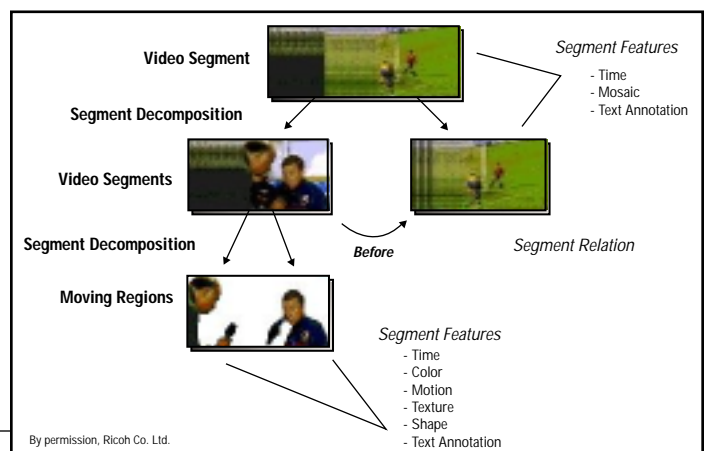 Video Segment
Segment Features
- Time
- Mosaic
- Text Annotation
Segment Decomposition
Video Segments
Before
Segment Relation
Segment Decomposition
Moving Regions
Segment Features
- Time
- Color
- Motion
- Texture
- Shape
- Text Annotation
By permission, Ricoh Co. Ltd.